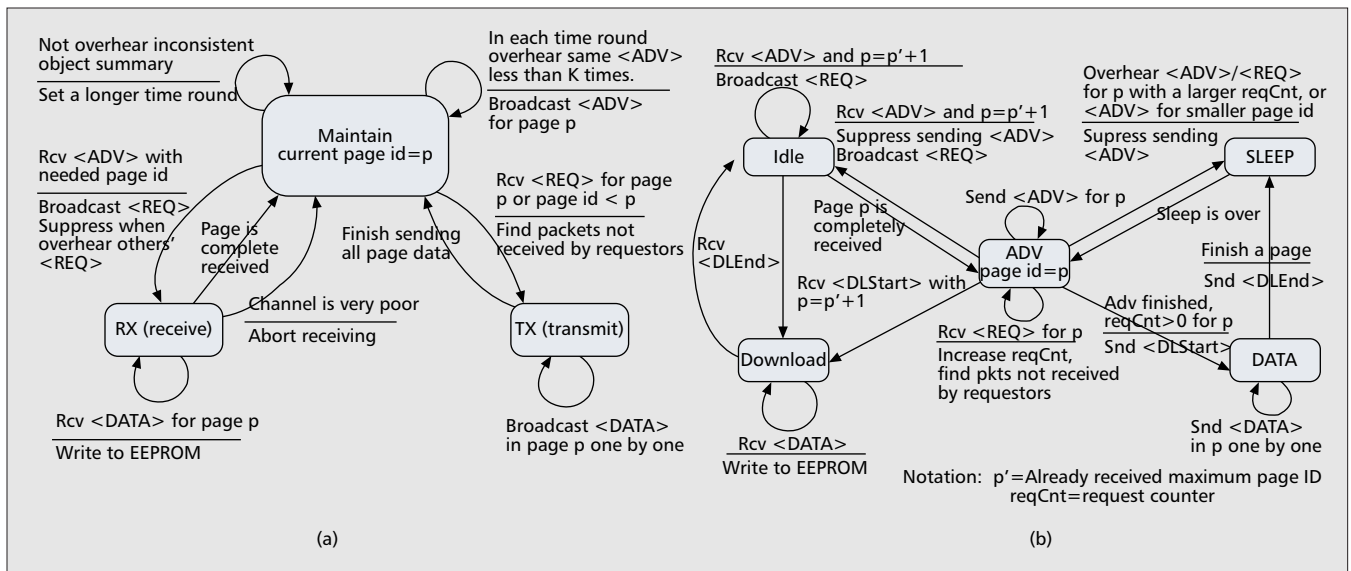 Not overhear inconsistent
object summary
Set a longer time round
In each time round
overhear same <ADV>
less than K times.
Broadcast <ADV>
for page p
Maintain
current page id=p
Rcv <ADV> with
needed page id
Broadcast <REQ>
Suppress when
overhear others’
<REQ>
Page is
complete
received
Finish sending
all page data
Rcv <REQ> for page
p or page id < p
Find packets not
received by requestors
RX (receive)
Channel is very poor
Abort receiving
TX (transmit)
Rcv <DATA> for page p
Write to EEPROM
Broadcast <DATA>
in page p one by one
(a)
Rcv <ADV> and p=p’+1
Broadcast <REQ>
Rcv <ADV> and p=p’+1
Suppress sending <ADV>
Broadcast <REQ>
Overhear <ADV>/<REQ>
for p with a larger reqCnt, or
<ADV> for smaller page id
Supress sending
<ADV>
Idle
SLEEP
Send <ADV> for p
Page p is
completely
received
Sleep is over
Rcv
<DLEnd>
ADV
page id=p
Finish a page
Snd <DLEnd>
Rcv <DLStart> with
p=p’+1
Adv finished,
reqCnt>0 for p
Snd <DLStart>
Rcv <REQ> for p
Increase reqCnt,
find pkts not received
by requestors
Download
DATA
Rcv <DATA>
Write to EEPROM
Snd <DATA>
in p one by one
Notation: p’=Already received maximum page ID
reqCnt=request counter
(b)